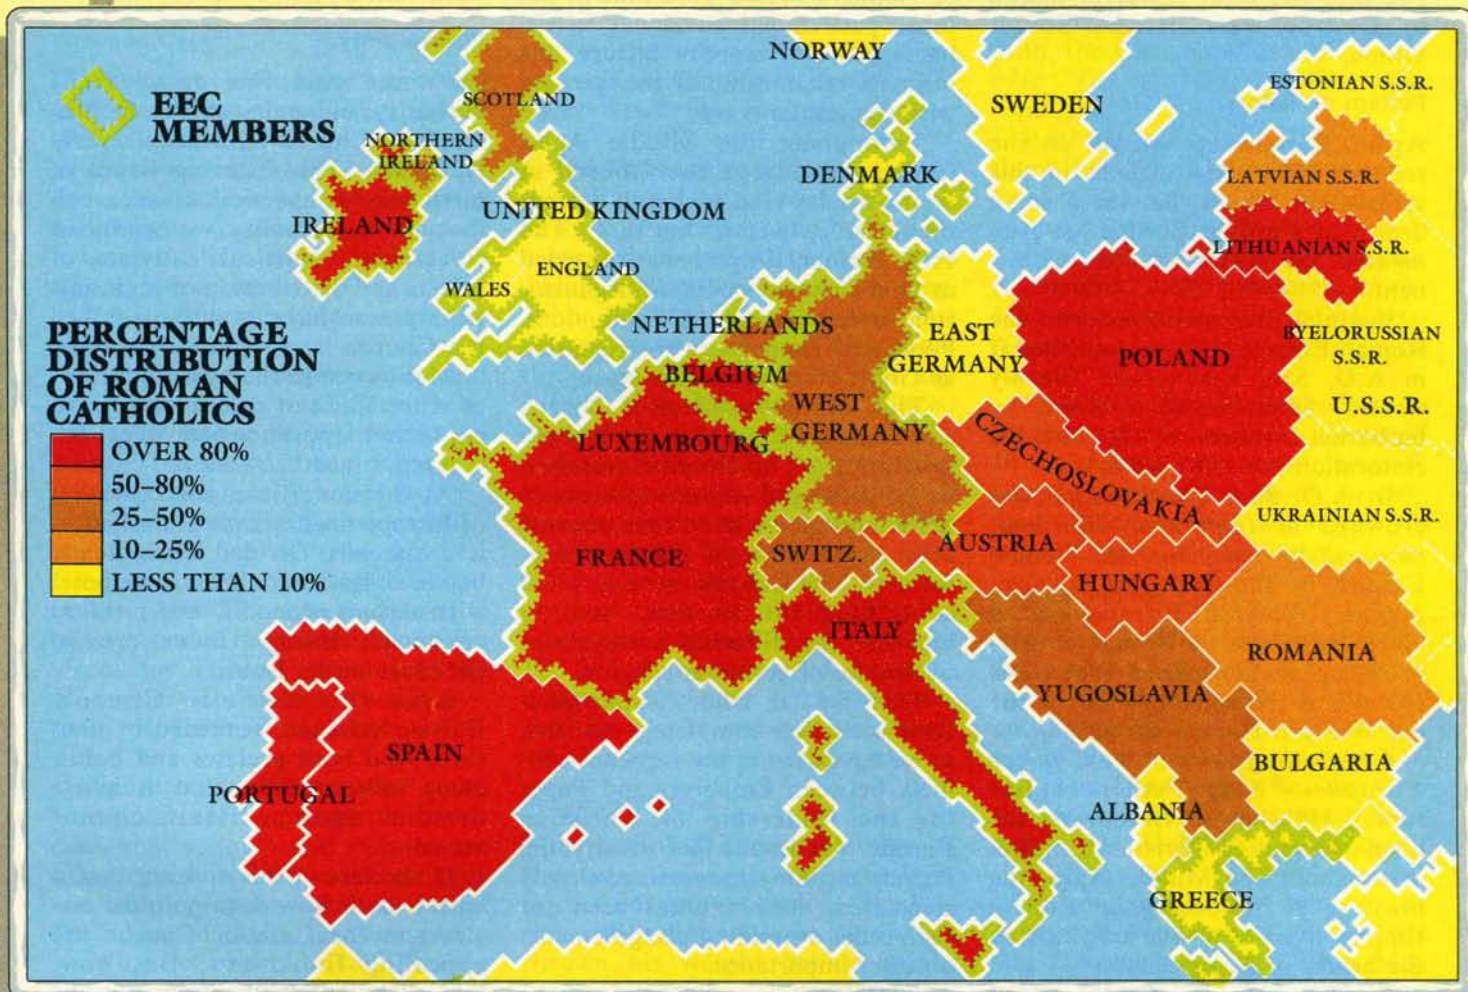 EEC
MEMBERS
PERCENTAGE
DISTRIBUTION
OF ROMAN
CATHOLICS
OVER 80%
50–80%
25–50%
10–25%
LESS THAN 10%
NORWAY
SWEDEN
ESTONIAN S.S.R.
SCOTLAND
NORTHERN
IRELAND
DENMARK
LATVIAN S.S.R.
IRELAND
UNITED KINGDOM
LITHUANIAN S.S.R.
ENGLAND
WALES
NETHERLANDS
EAST
GERMANY
POLAND
BYELORUSSIAN
S.S.R.
BELGIUM
WEST
GERMANY
U.S.S.R.
LUXEMBOURG
CZECHOSLOVAKIA
UKRAINIAN S.S.R.
FRANCE
SWITZ.
AUSTRIA
HUNGARY
ITALY
ROMANIA
YUGOSLAVIA
SPAIN
BULGARIA
PORTUGAL
ALBANIA
GREECE